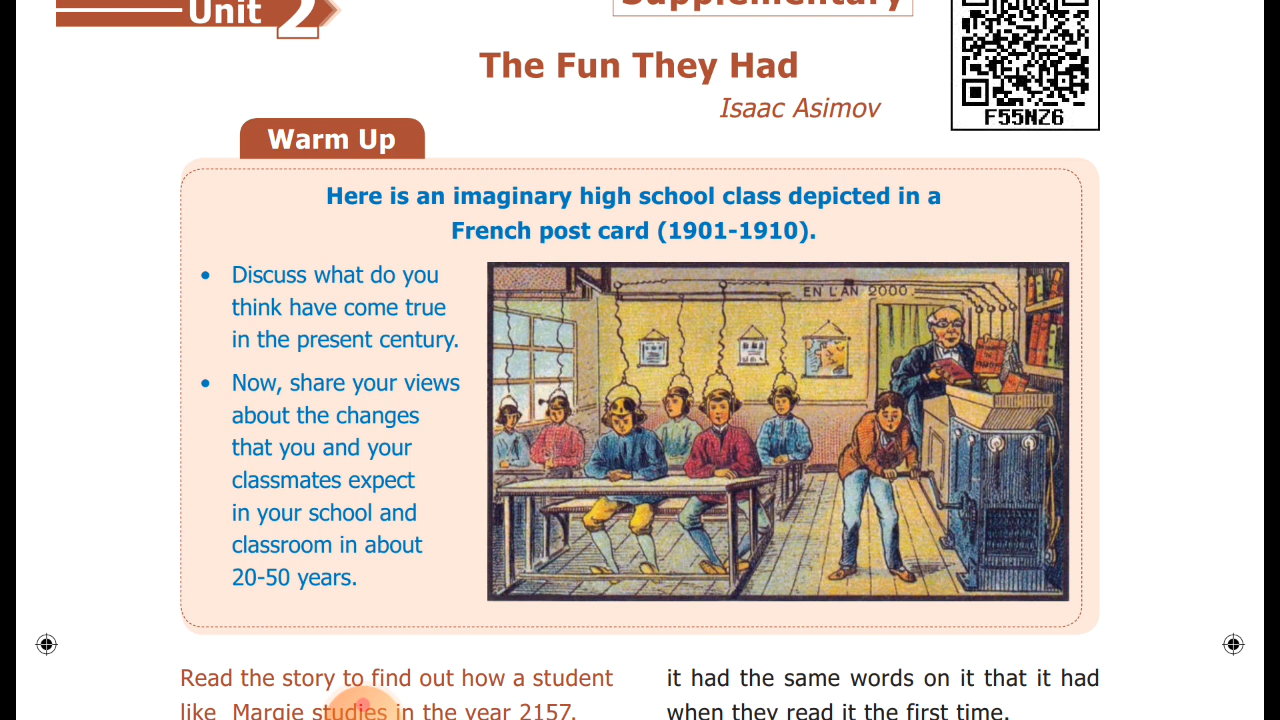 Unit 2
Supplementary
The Fun They Had
Isaac Asimov
F55NZ6
Warm Up
Here is an imaginary high school class depicted in a
French post card (1901-1910).
• Discuss what do you
think have come true
in the present century.
• Now, share your views
about the changes
that you and your
classmates expect
in your school and
classroom in about
20-50 years.
EN L'AN 2000
Read the story to find out how a student
like Margie studies in the year 2157.
it had the same words on it that it had
when they read it the first time.